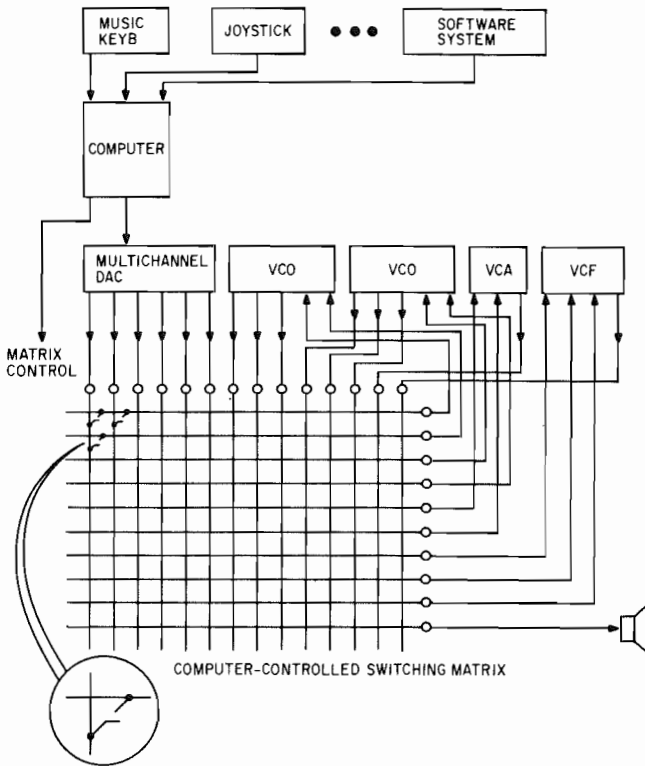 MUSIC
KEYB
JOYSTICK
SOFTWARE
SYSTEM
COMPUTER
MULTICHANNEL
DAC
VCO
VCO
VCA
VCF
MATRIX
CONTROL
COMPUTER-CONTROLLED SWITCHING MATRIX